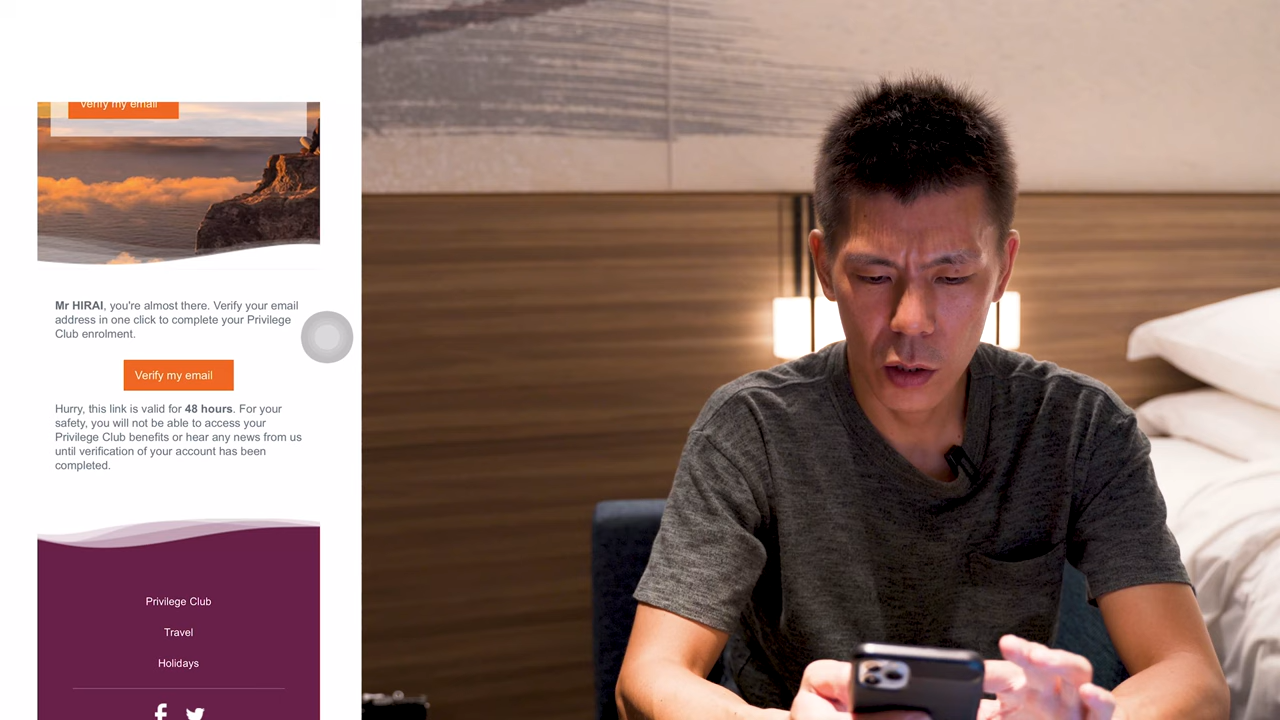 Verify my email
Mr HIRAI, you're almost there. Verify your email
address in one click to complete your Privilege
Club enrolment.
Verify my email
Hurry, this link is valid for 48 hours. For your
safety, you will not be able to access your
Privilege Club benefits or hear any news from us
until verification of your account has been
completed.
Privilege Club
Travel
Holidays